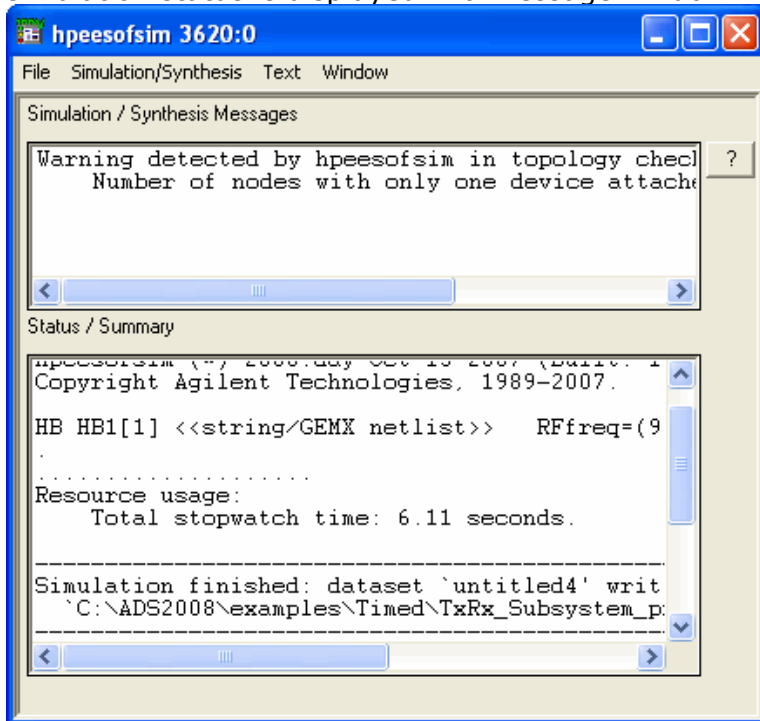 hpeesofsim 3620:0
File Simulation/Synthesis Text Window
Simulation / Synthesis Messages
Warning detected by hpeesofsim in topology
Number of nodes with only one device
?
Status / Summary
Copyright Agilent Technologies, 1989-2007.
HB HB1[1] <<string/GEMX netlist>> RFfreq=(9
.
....................
Resource usage:
Total stopwatch time: 6.11 seconds.
Simulation finished: dataset `untitled4' writ
`C:\ADS2008\examples\Timed\TxRx_Subsystem_p